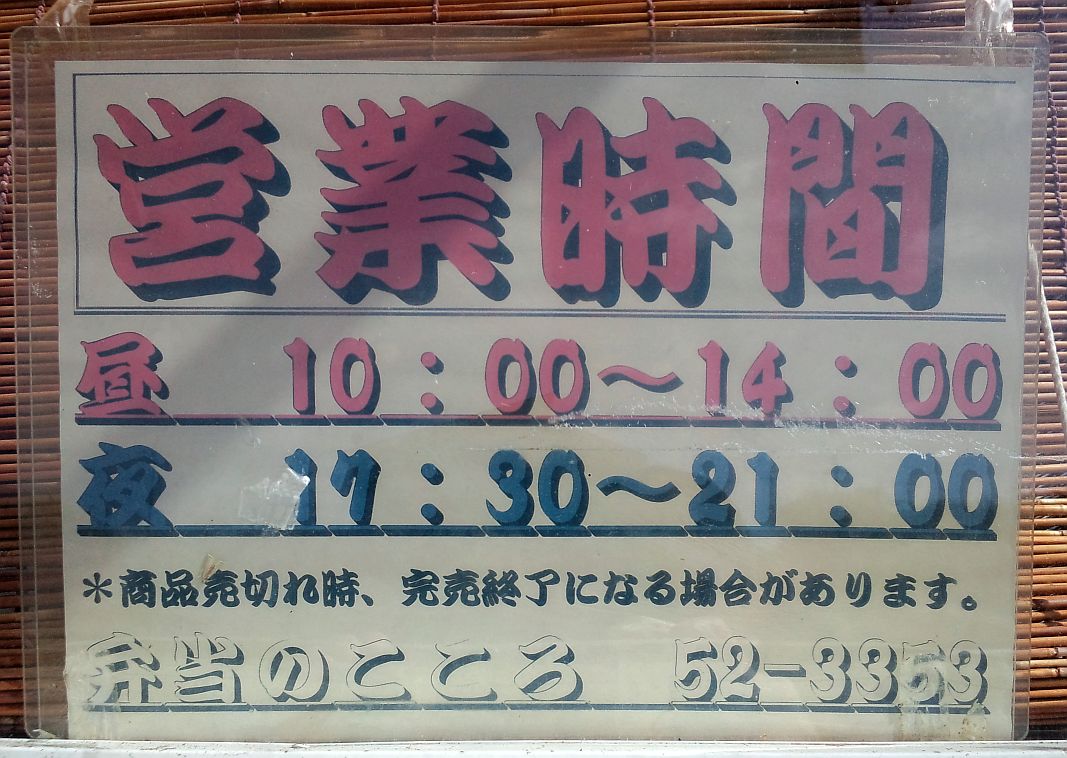 営業時間
昼 10:00～14:00
夜 17:30～21:00
＊商品売切れ時、完売終了になる場合があります。
弁当のこころ 52-3353